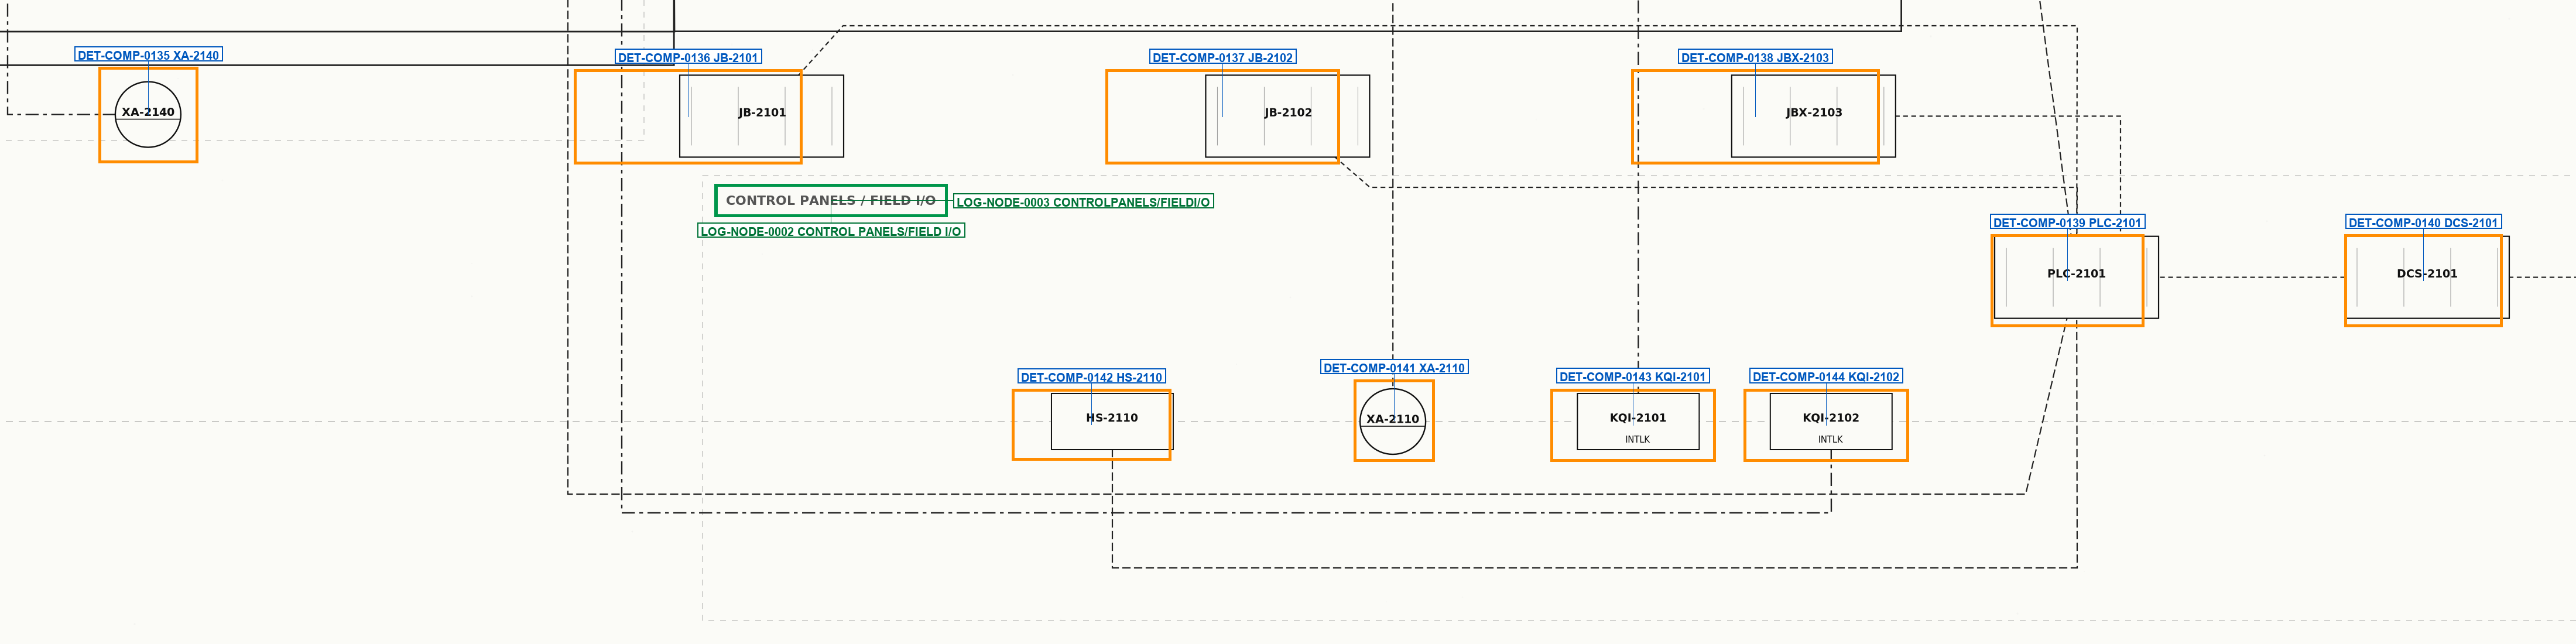 DET-COMP-0135 XA-2140
DET-COMP-0136 JB-2101
DET-COMP-0137 JB-2102
DET-COMP-0138 JBX-2103
XA-2140
JB-2101
JB-2102
JBX-2103
CONTROL PANELS / FIELD I/O
LOG-NODE-0003 CONTROLPANELS/FIELDI/O
LOG-NODE-0002 CONTROL PANELS/FIELD I/O
DET-COMP-0139 PLC-2101
DET-COMP-0140 DCS-2101
PLC-2101
DCS-2101
DET-COMP-0142 HS-2110
DET-COMP-0141 XA-2110
DET-COMP-0143 KQI-2101
DET-COMP-0144 KQI-2102
HS-2110
XA-2110
KQI-2101
INTLK
KQI-2102
INTLK